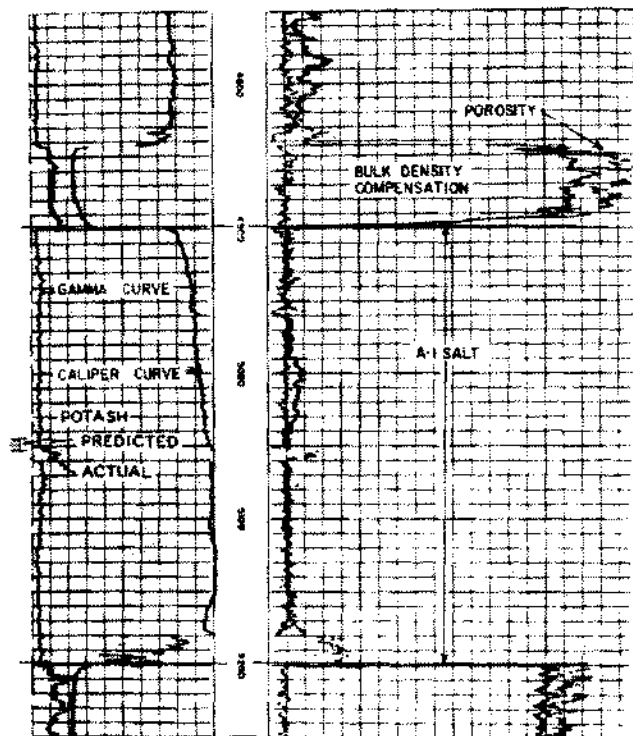 POROSITY
BULK DENSITY
COMPENSATION
GAMMA CURVE
A-1 SALT
CALIPER CURVE
POTASH
PREDICTED
ACTUAL